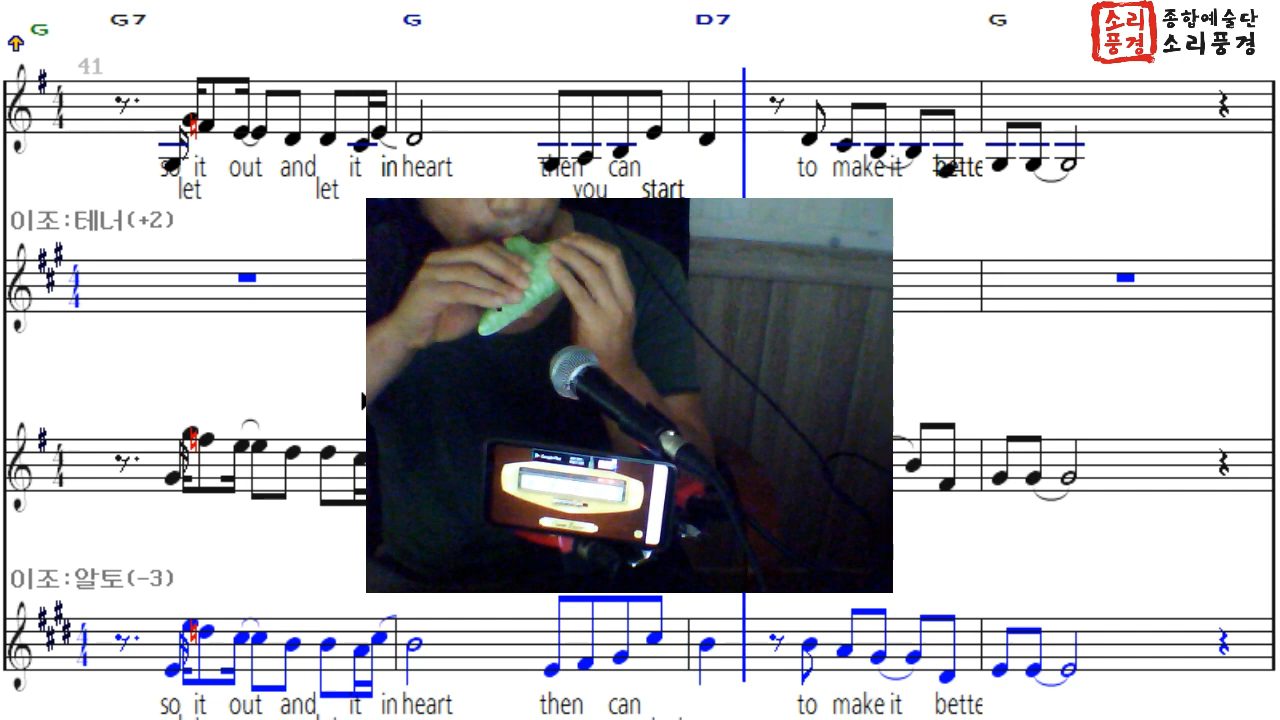 G G7 G D7 G
소리 종합예술단
풍경 소리풍경
41
so it out and it in heart then can to make it bette
let let you start
이조:테너(+2)
이조:알토(-3)
so it out and it in heart then can to make it bette